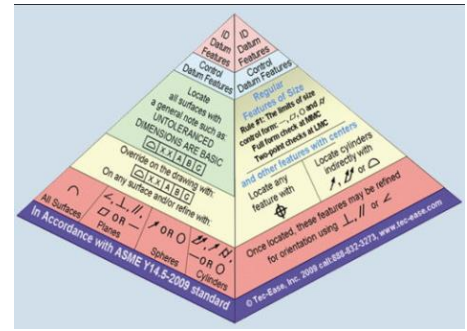 ID
Datum
Features
Control
Datum Features
Locate
all surfaces with
a general note such as:
UNTOLERANCED
DIMENSIONS ARE BASIC
⌓ X X A B C
Override on the drawing with:
⌓ X X A B C
On any surface and/or refine with:
⌒
All Surfaces
∠, ⊥, //,
▱ OR —
Planes
↗ OR ○
Spheres
— OR ○
Cylinders
In Accordance with ASME Y14.5-2009 standard
ID
Datum
Features
Control
Datum Features
Regular
Features of Size
Rule #1: The limits of size
control form: —, ▱, ○ and ⌭
Full form check at MMC
Two-point checks at LMC
and other features with centers
Locate any
feature with
⌖
Locate cylinders
indirectly with
or ⌓
Once located, these features may be refined
for orientation using ⊥, // or ∠
© Tec-Ease, Inc. 2009 call:888-832-3273, www.tec-ease.com